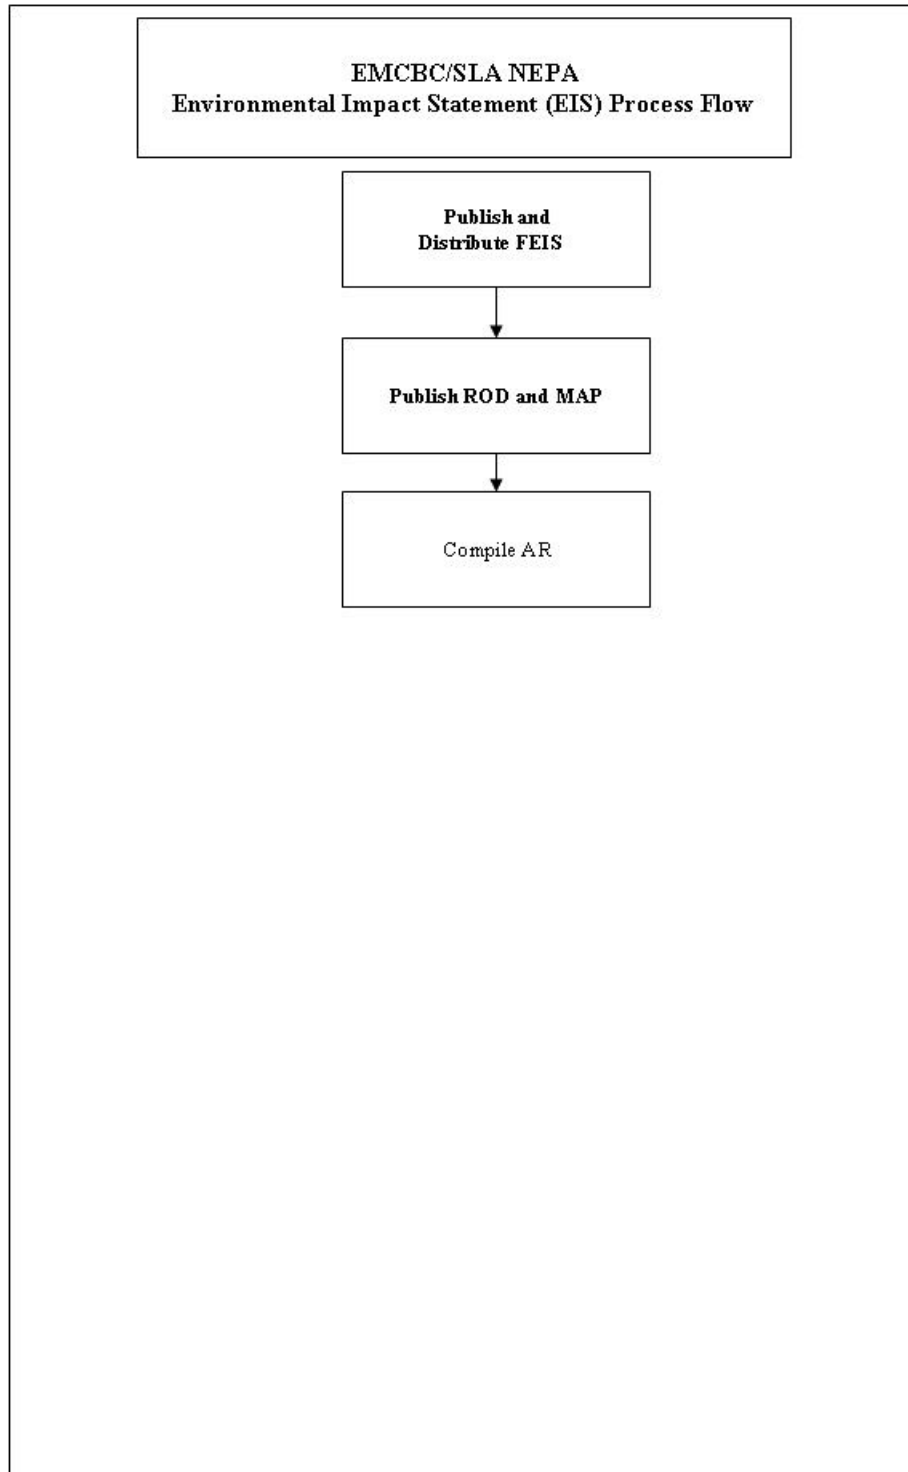 EMCBC/SLA NEPA
Environmental Impact Statement (EIS) Process Flow
Publish and
Distribute FEIS
Publish ROD and MAP
Compile AR